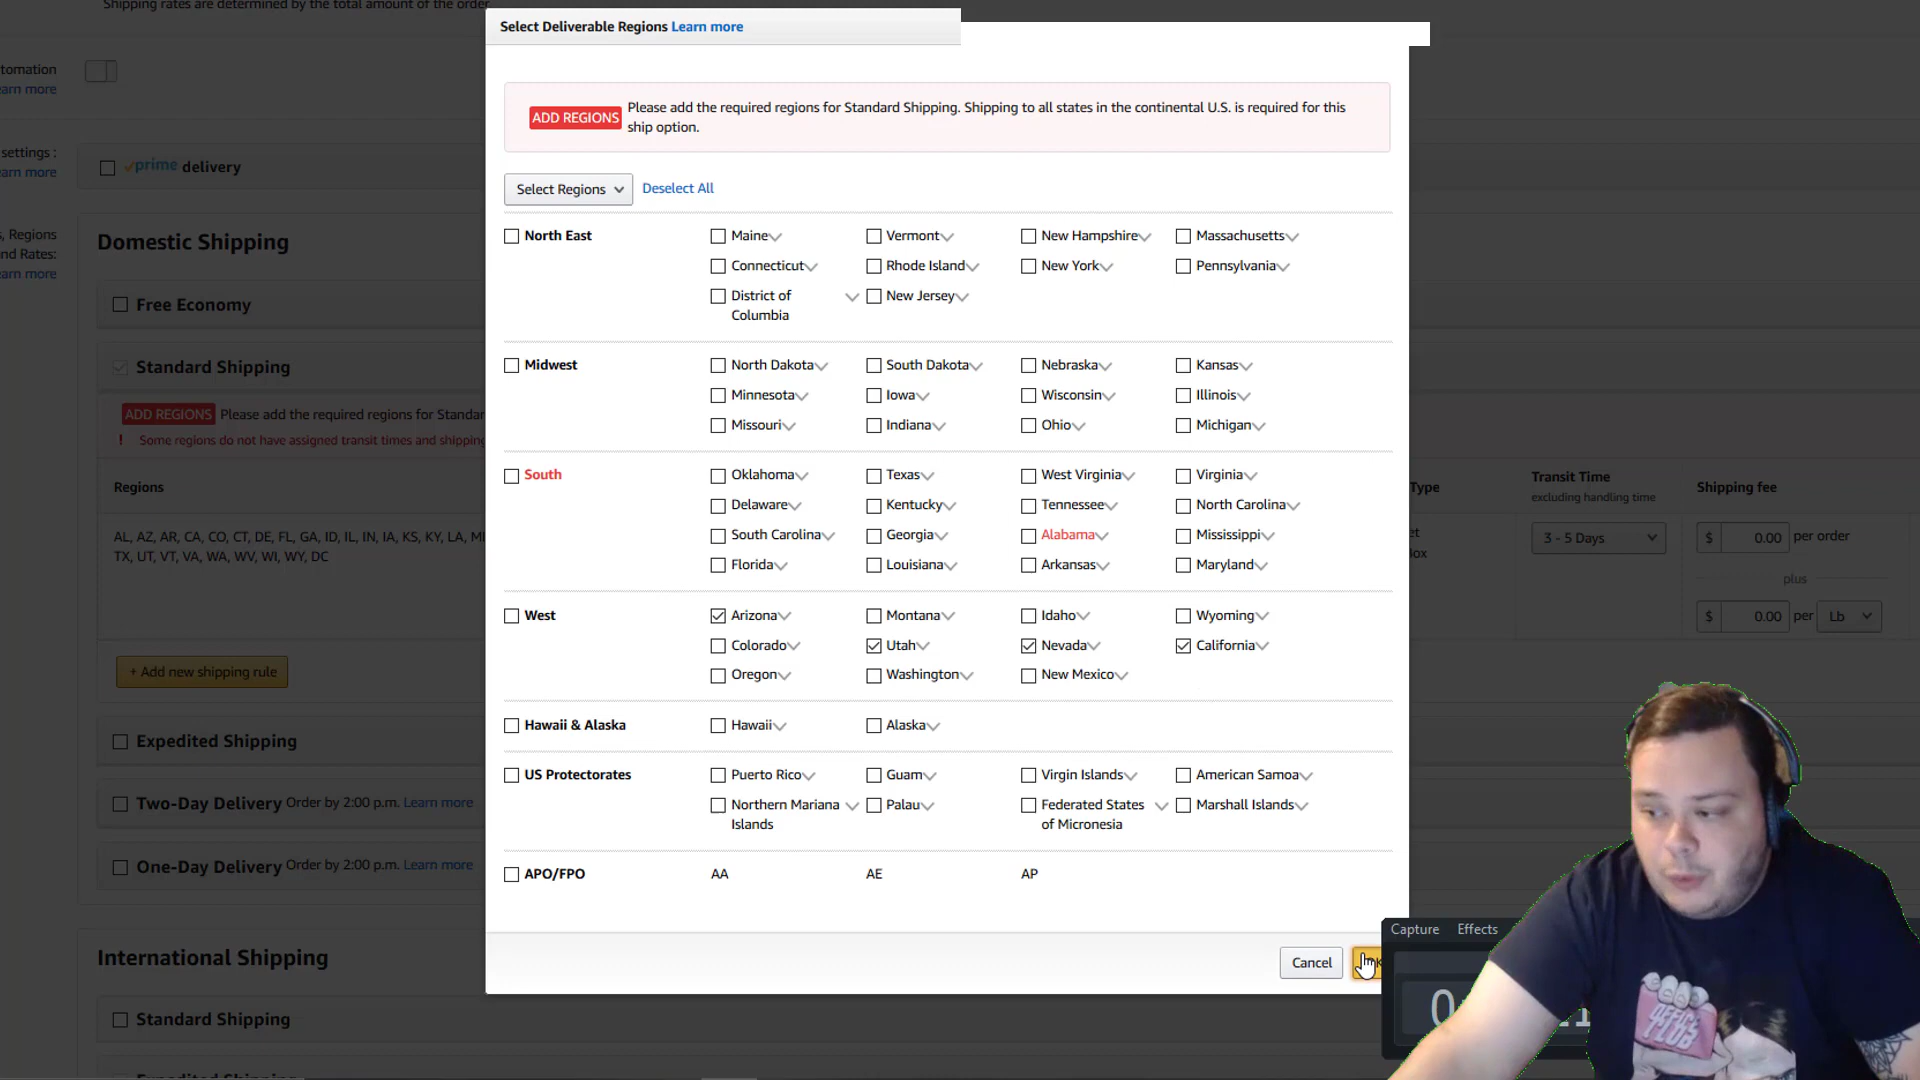 Shipping rates are determined by the total amount of the order
Select Deliverable Regions Learn more
tomation
earn more
ADD REGIONS Please add the required regions for Standard Shipping. Shipping to all states in the continental U.S. is required for this
ship option.
settings :
earn more
prime delivery
Select Regions Deselect All
s, Regions
nd Rates:
earn more
Domestic Shipping
Free Economy
Standard Shipping
ADD REGIONS Please add the required regions for Standar
! Some regions do not have assigned transit times and shipping
Regions
AL, AZ, AR, CA, CO, CT, DE, FL, GA, ID, IL, IN, IA, KS, KY, LA, MI
TX, UT, VT, VA, WA, WV, WI, WY, DC
+ Add new shipping rule
Expedited Shipping
Two-Day Delivery Order by 2:00 p.m. Learn more
One-Day Delivery Order by 2:00 p.m. Learn more
International Shipping
Standard Shipping
Expedited Shipping
North East Maine Vermont New Hampshire Massachusetts
Connecticut Rhode Island New York Pennsylvania
District of Columbia New Jersey
Midwest North Dakota South Dakota Nebraska Kansas
Minnesota Iowa Wisconsin Illinois
Missouri Indiana Ohio Michigan
South Oklahoma Texas West Virginia Virginia
Delaware Kentucky Tennessee North Carolina
South Carolina Georgia Alabama Mississippi
Florida Louisiana Arkansas Maryland
West Arizona Montana Idaho Wyoming
Colorado Utah Nevada California
Oregon Washington New Mexico
Hawaii & Alaska Hawaii Alaska
US Protectorates Puerto Rico Guam Virgin Islands American Samoa
Northern Mariana Islands Palau Federated States of Micronesia Marshall Islands
APO/FPO AA AE AP
Cancel
Type
Transit Time
excluding handling time
Shipping fee
et
Box
3 - 5 Days
$ 0.00 per order
plus
$ 0.00 per Lb
Capture Effects
OFFICE
CLUB